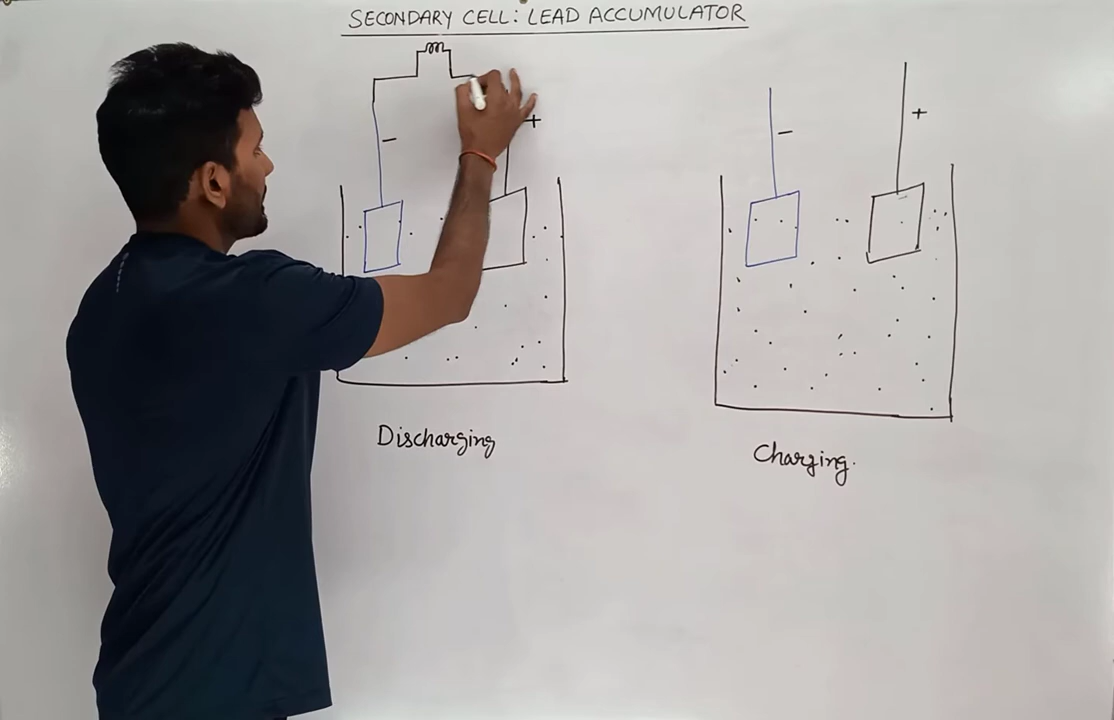 SECONDARY CELL: LEAD ACCUMULATOR
− +
− +
Discharging
Charging.